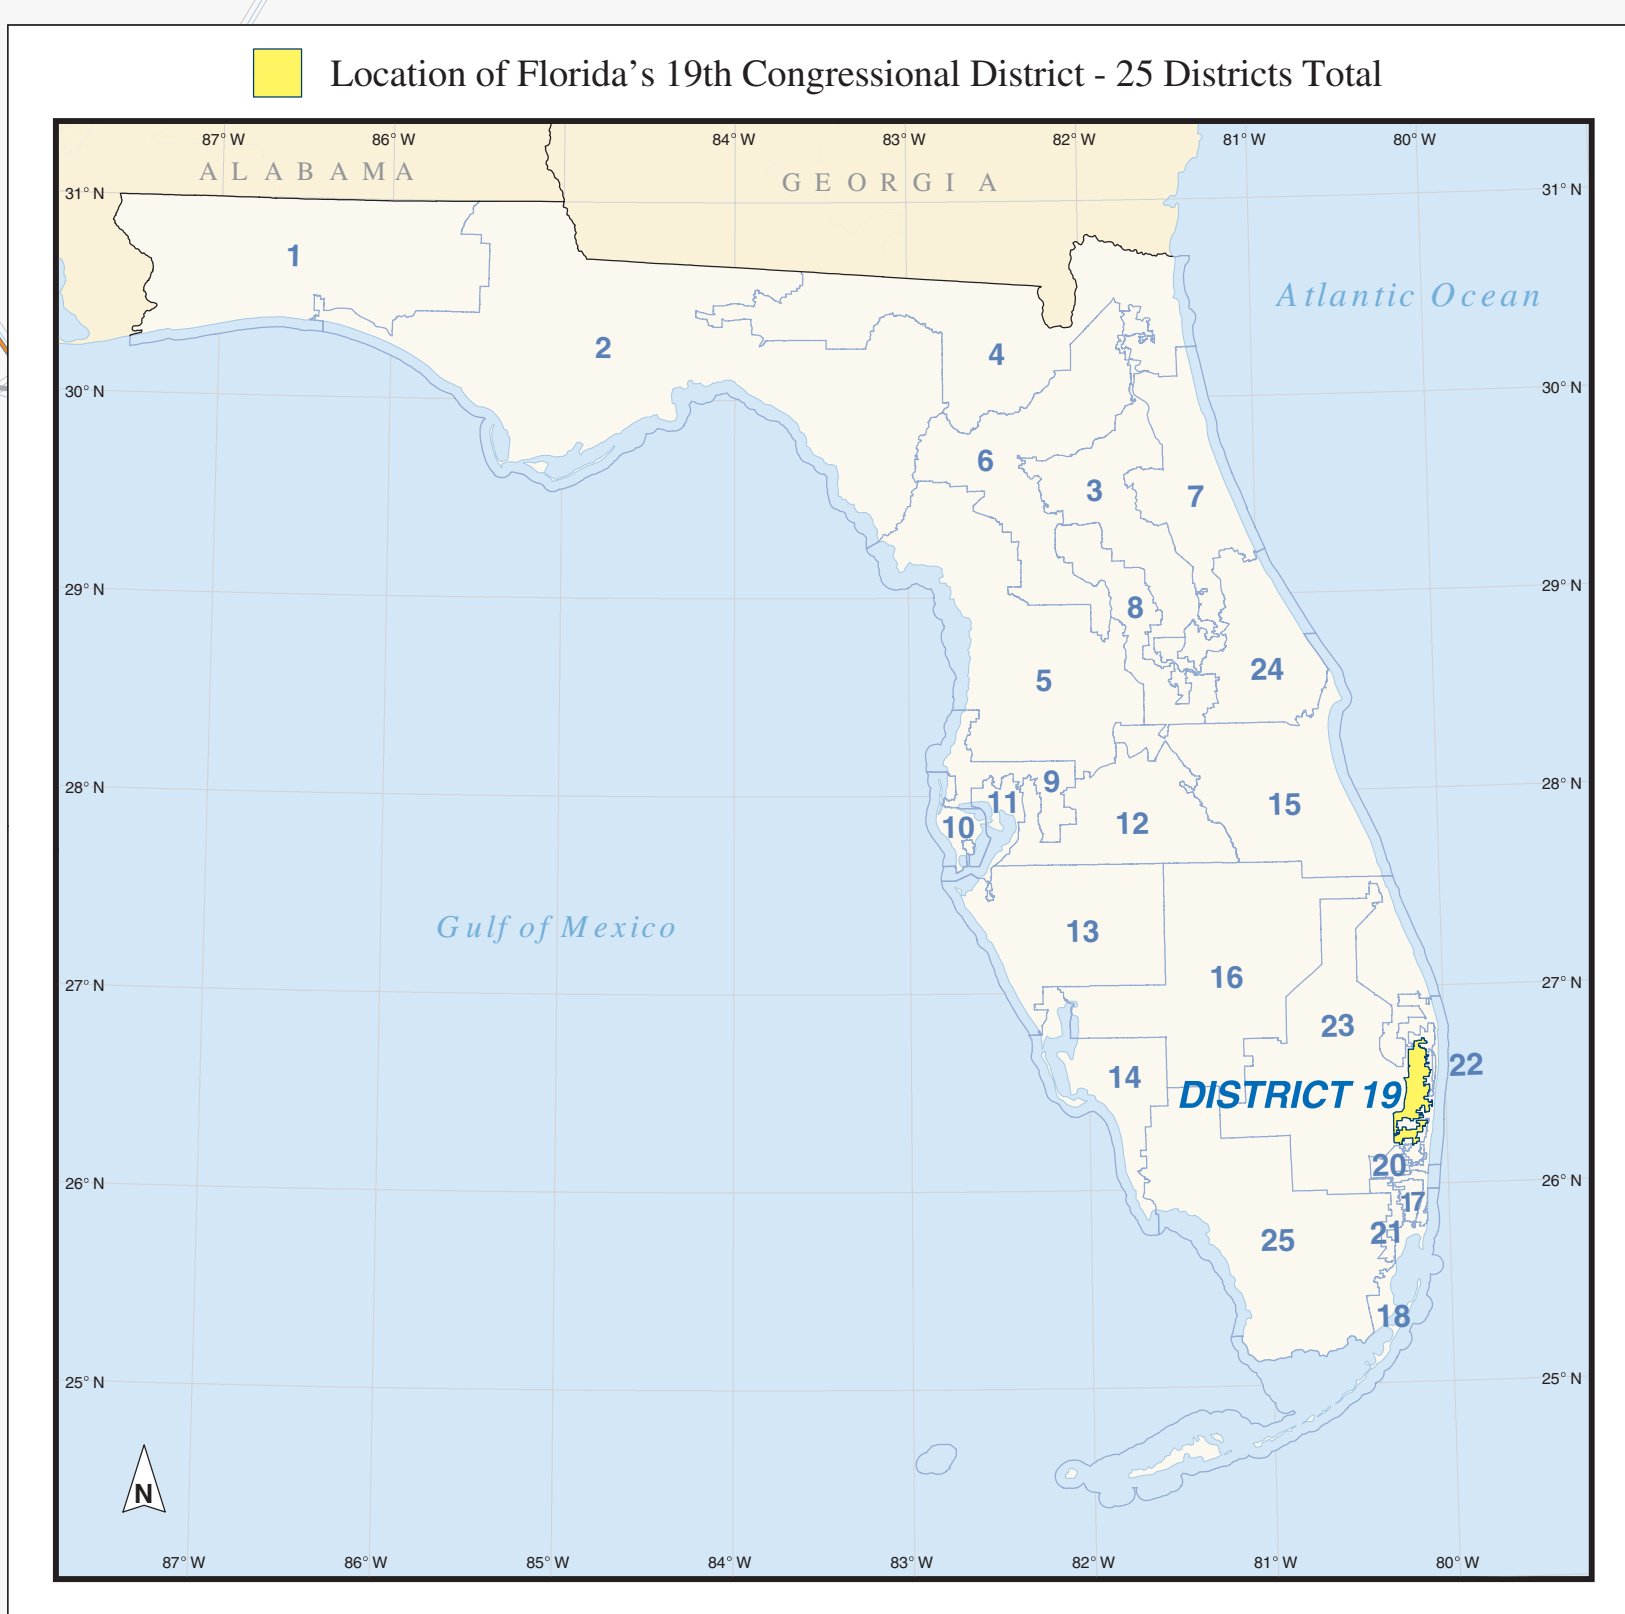 Location of Florida’s 19th Congressional District - 25 Districts Total
87° W 86° W 84° W 83° W 82° W 81° W 80° W
ALABAMA
GEORGIA
31° N 31° N
1
Atlantic Ocean
2 4
30° N 30° N
6
3 7
29° N 29° N
8
5 24
28° N 28° N
9
11 15
10 12
Gulf of Mexico 13
16
27° N 27° N
23
14 22
DISTRICT 19
20
26° N 26° N
17
25 21
18
25° N 25° N
N
87° W 86° W 85° W 84° W 83° W 82° W 81° W 80° W